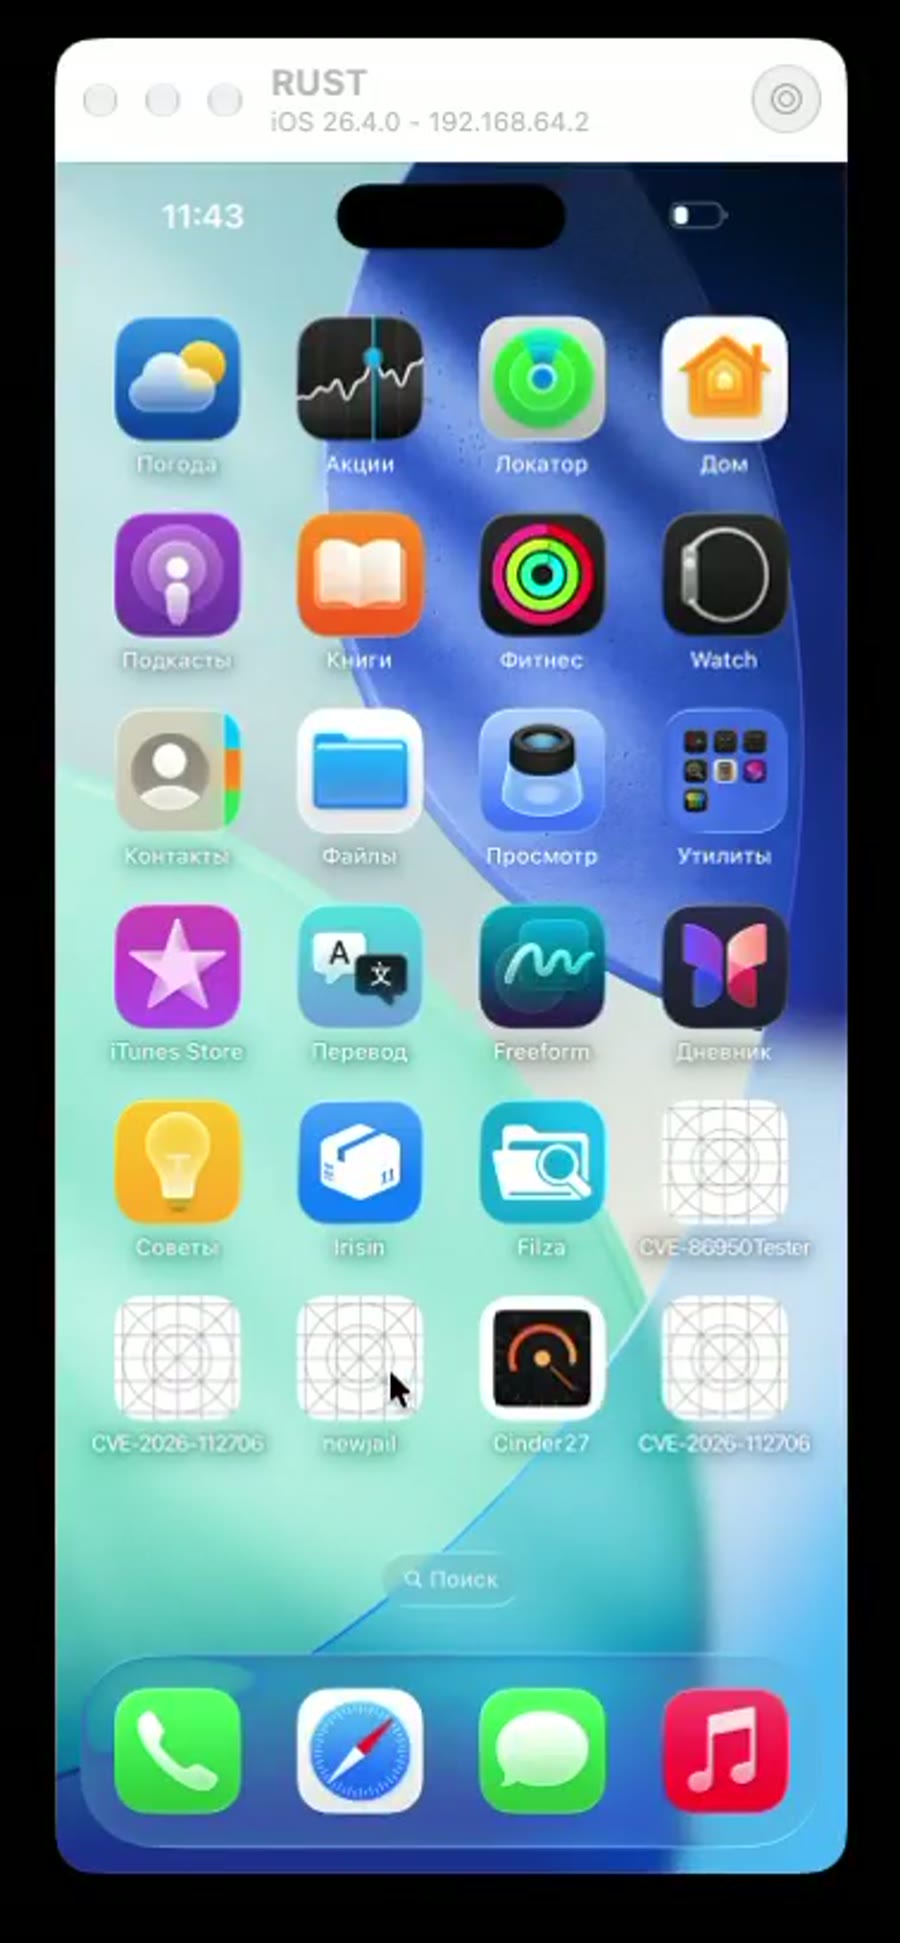 RUST
iOS 26.4.0 - 192.168.64.2
11:43
Погода
Акции
Локатор
Дом
Подкасты
Книги
Фитнес
Watch
Контакты
Файлы
Просмотр
Утилиты
A
文
iTunes Store
Перевод
Freeform
Дневник
Советы
Irisin
Filza
CVE-86950Tester
CVE-2026-112706
newjail
Cinder27
CVE-2026-112706
Поиск